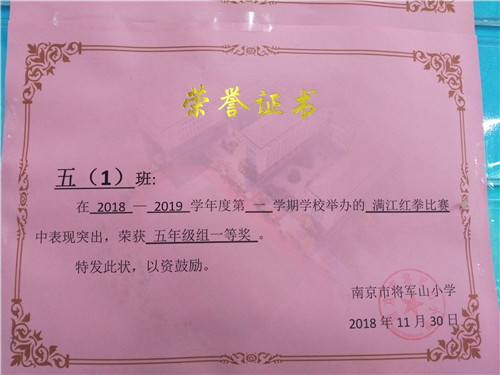 荣誉证书
五（1）班:
在 2018 — 2019 学年度第 一 学期学校举办的 满江红拳比赛
中表现突出，荣获 五年级组一等奖 。
特发此状，以资鼓励。
南京市将军山小学
2018 年 11 月 30 日